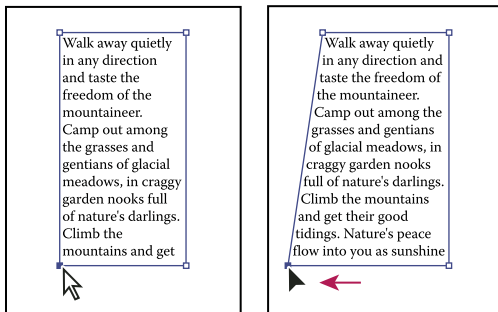 Walk away quietly
in any direction
and taste the
freedom of the
mountaineer.
Camp out among
the grasses and
gentians of glacial
meadows, in craggy
garden nooks full
of nature's darlings.
Climb the
mountains and get
Walk away quietly
in any direction and
taste the freedom of
the mountaineer.
Camp out among the
grasses and gentians
of glacial meadows, in
craggy garden nooks
full of nature's darlings.
Climb the mountains
and get their good
tidings. Nature's peace
flow into you as sunshine